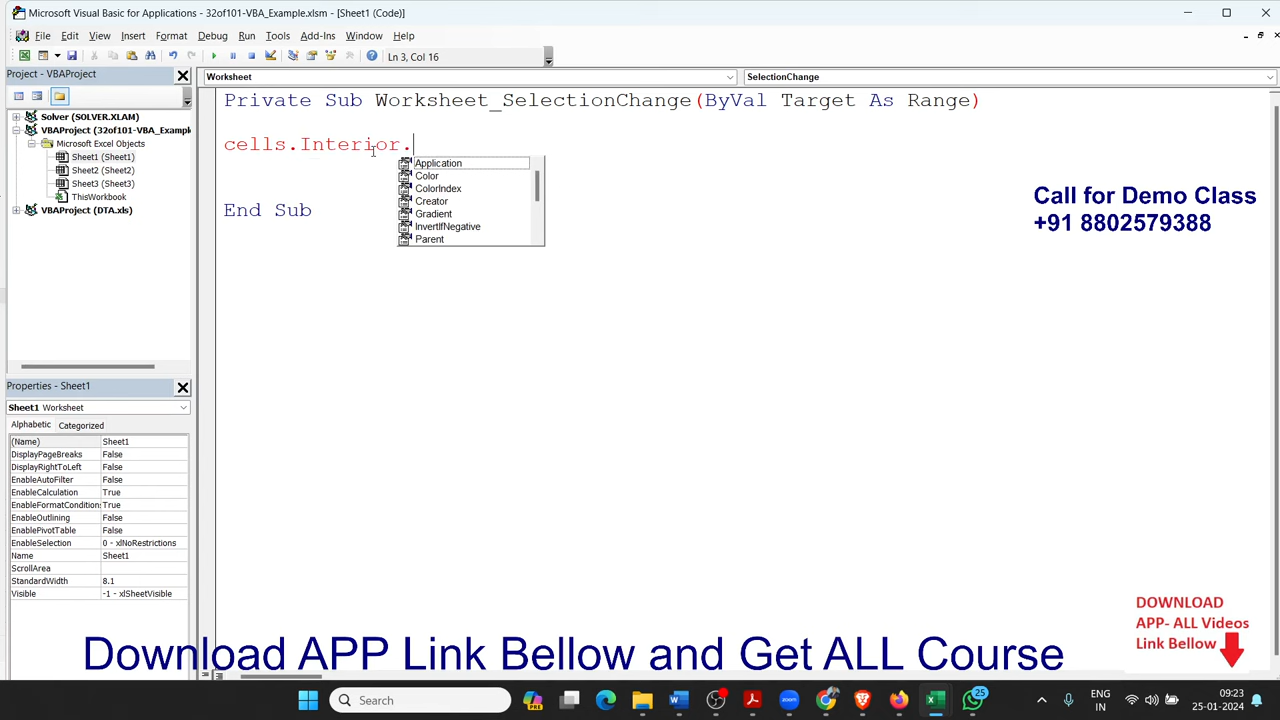 Microsoft Visual Basic for Applications - 32of101-VBA_Example.xlsm - [Sheet1 (Code)]
File Edit View Insert Format Debug Run Tools Add-Ins Window Help
Ln 3, Col 16
Project - VBAProject
Solver (SOLVER.XLAM)
VBAProject (32of101-VBA_Example
Microsoft Excel Objects
Sheet1 (Sheet1)
Sheet2 (Sheet2)
Sheet3 (Sheet3)
ThisWorkbook
VBAProject (DTA.xls)
Properties - Sheet1
Sheet1 Worksheet
Alphabetic Categorized
(Name) Sheet1
DisplayPageBreaks False
DisplayRightToLeft False
EnableAutoFilter False
EnableCalculation True
EnableFormatConditions True
EnableOutlining False
EnablePivotTable False
EnableSelection 0 - xlNoRestrictions
Name Sheet1
ScrollArea
StandardWidth 8.1
Visible -1 - xlSheetVisible
Worksheet SelectionChange
Private Sub Worksheet_SelectionChange(ByVal Target As Range)
cells.Interior.
Application
Color
ColorIndex
Creator
Gradient
InvertIfNegative
Parent
End Sub
Call for Demo Class
+91 8802579388
DOWNLOAD
APP- ALL Videos
Link Bellow
Download APP Link Bellow and Get ALL Course
Search
PRE
25
ENG
IN
09:23
25-01-2024